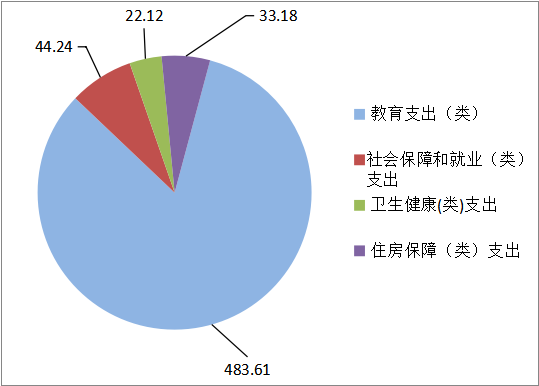 22.12
33.18
44.24
483.61
教育支出（类）
社会保障和就业（类）
支出
卫生健康(类)支出
住房保障（类）支出